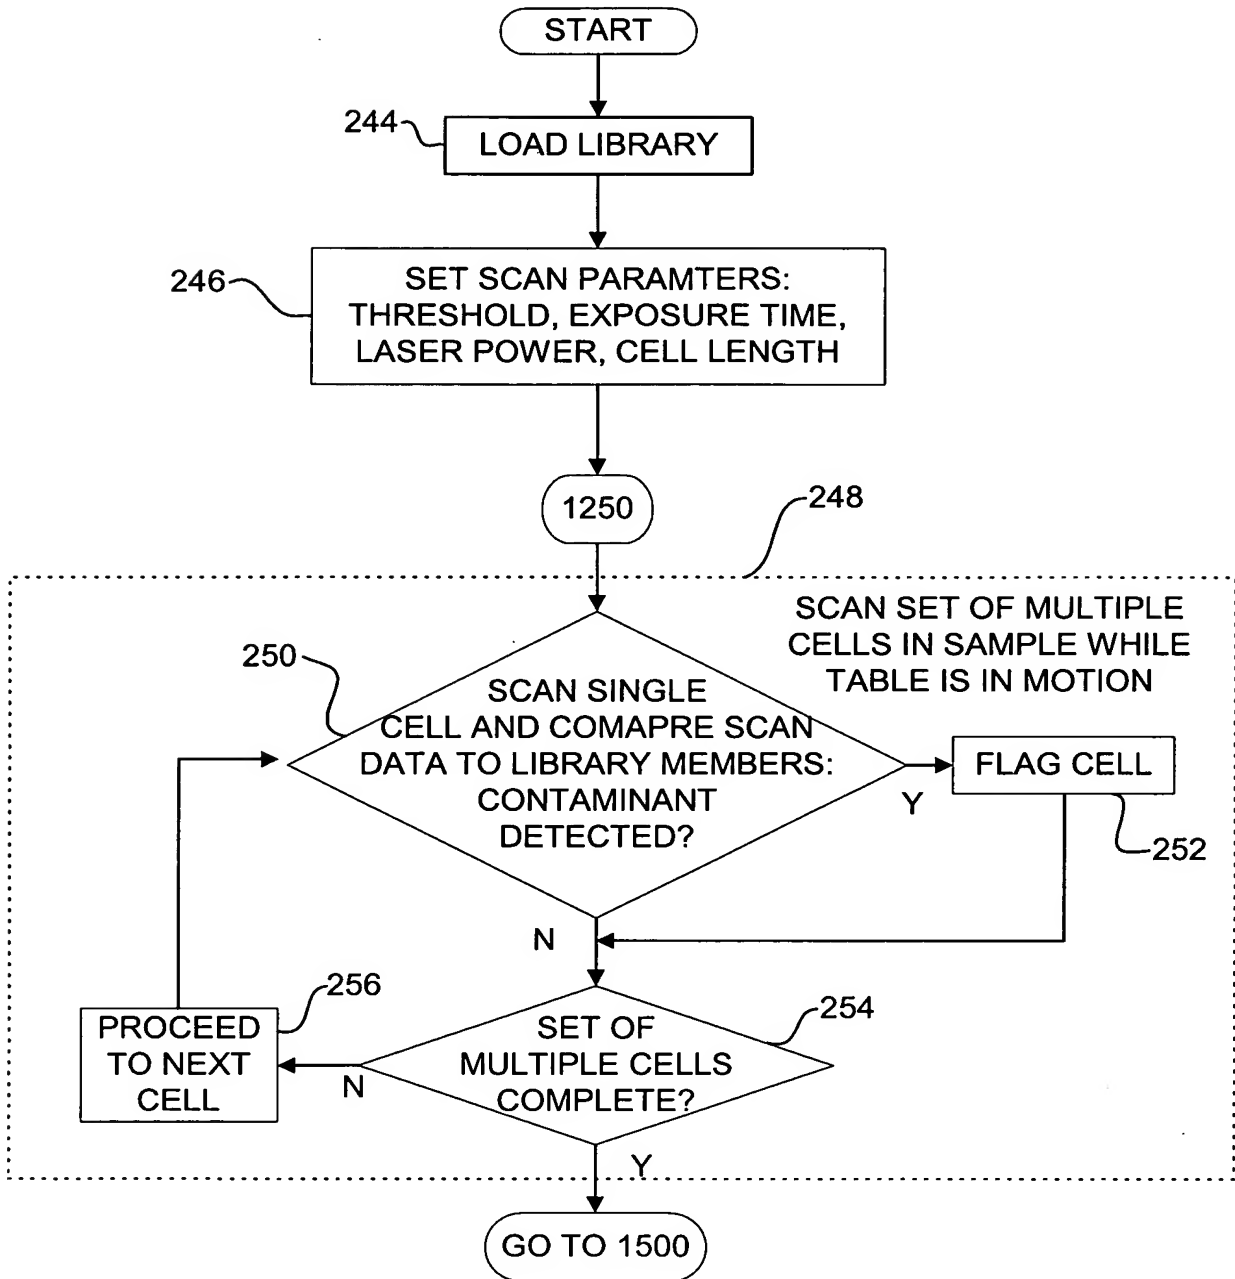 START
244
LOAD LIBRARY
246
SET SCAN PARAMTERS:
THRESHOLD, EXPOSURE TIME,
LASER POWER, CELL LENGTH
1250
248
SCAN SET OF MULTIPLE
CELLS IN SAMPLE WHILE
TABLE IS IN MOTION
250
SCAN SINGLE
CELL AND COMAPRE SCAN
DATA TO LIBRARY MEMBERS:
CONTAMINANT
DETECTED?
Y
FLAG CELL
252
N
256
PROCEED
TO NEXT
CELL
N
254
SET OF
MULTIPLE CELLS
COMPLETE?
Y
GO TO 1500